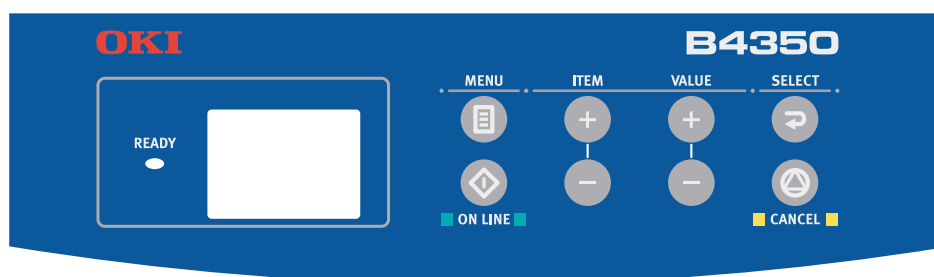 OKI
B4350
MENU ITEM VALUE SELECT
READY
ON LINE CANCEL